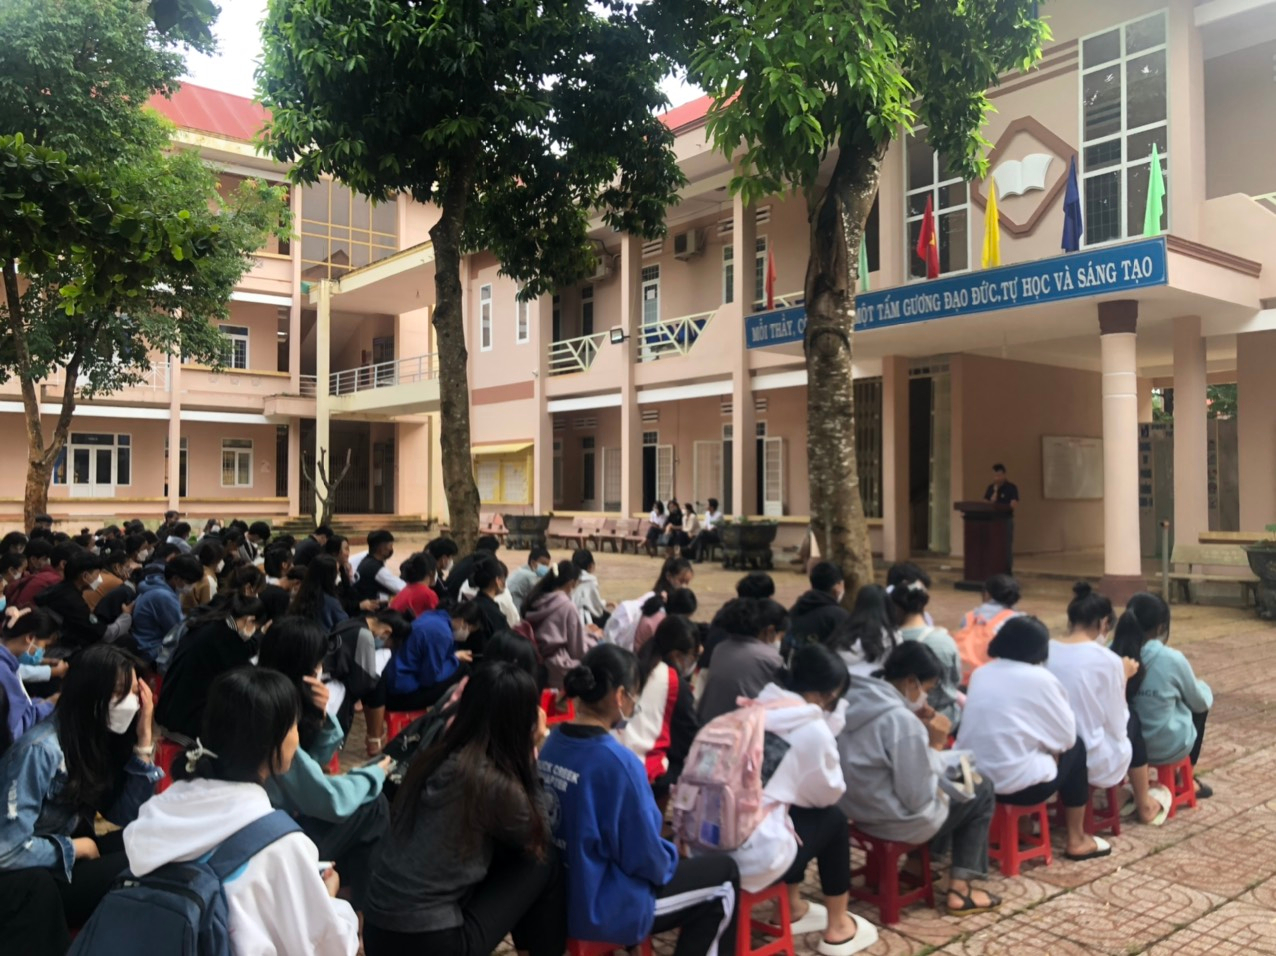 MỖI THẦY, C MỘT TẤM GƯƠNG ĐẠO ĐỨC,TỰ HỌC VÀ SÁNG TẠO